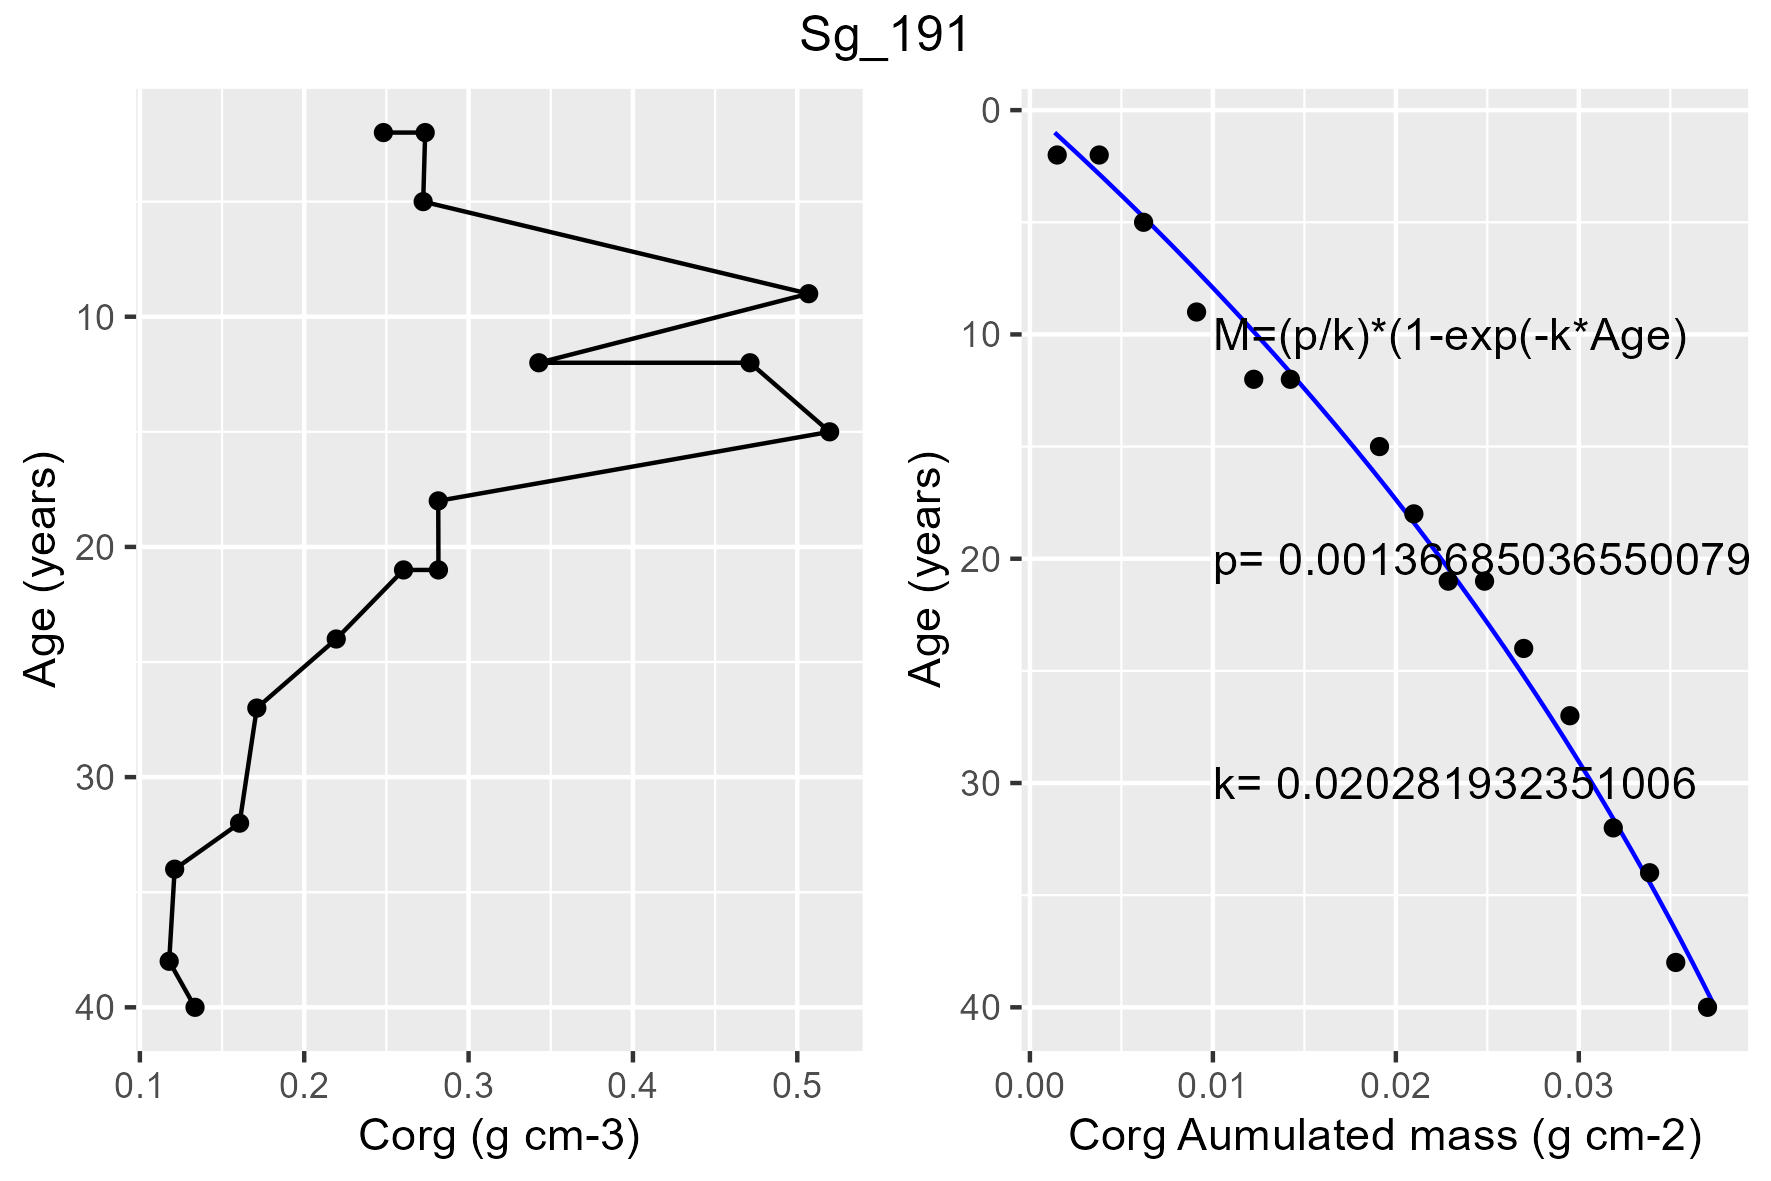 Sg_191
Age (years)
10
20
30
40
0.1 0.2 0.3 0.4 0.5
Corg (g cm-3)
Age (years)
0
10
20
30
40
M=(p/k)*(1-exp(-k*Age)
p= 0.00136685036550079
k= 0.020281932351006
0.00 0.01 0.02 0.03
Corg Aumulated mass (g cm-2)